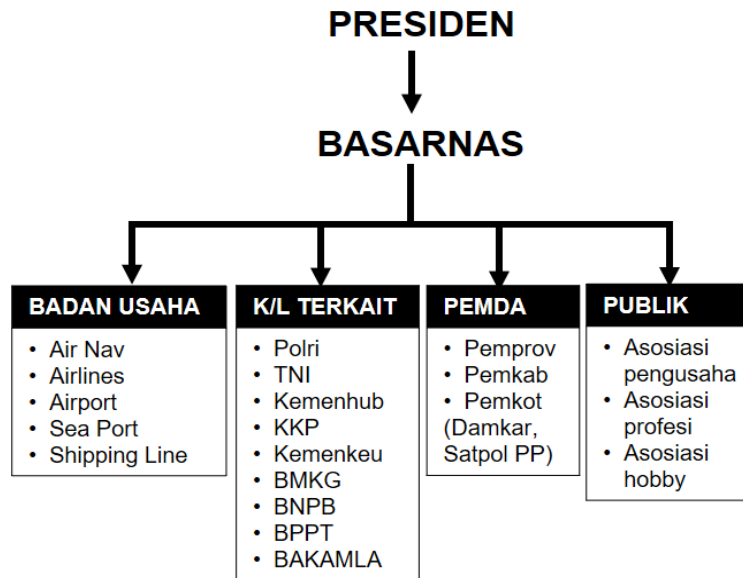 PRESIDEN
BASARNAS
BADAN USAHA
• Air Nav
• Airlines
• Airport
• Sea Port
• Shipping Line
K/L TERKAIT
• Polri
• TNI
• Kemenhub
• KKP
• Kemenkeu
• BMKG
• BNPB
• BPPT
• BAKAMLA
PEMDA
• Pemprov
• Pemkab
• Pemkot
(Damkar,
Satpol PP)
PUBLIK
• Asosiasi
pengusaha
• Asosiasi
profesi
• Asosiasi
hobby